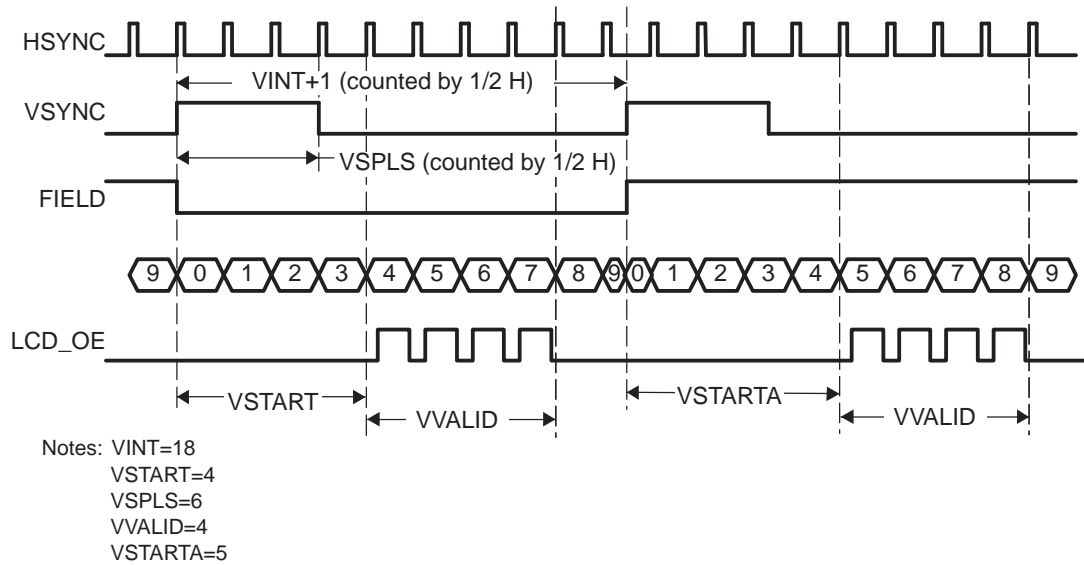 HSYNC
VINT+1 (counted by 1/2 H)
VSYNC
VSPLS (counted by 1/2 H)
FIELD
9 0 1 2 3 4 5 6 7 8 9 0 1 2 3 4 5 6 7 8 9
LCD_OE
VSTART VSTARTA
VVALID VVALID
Notes: VINT=18
VSTART=4
VSPLS=6
VVALID=4
VSTARTA=5